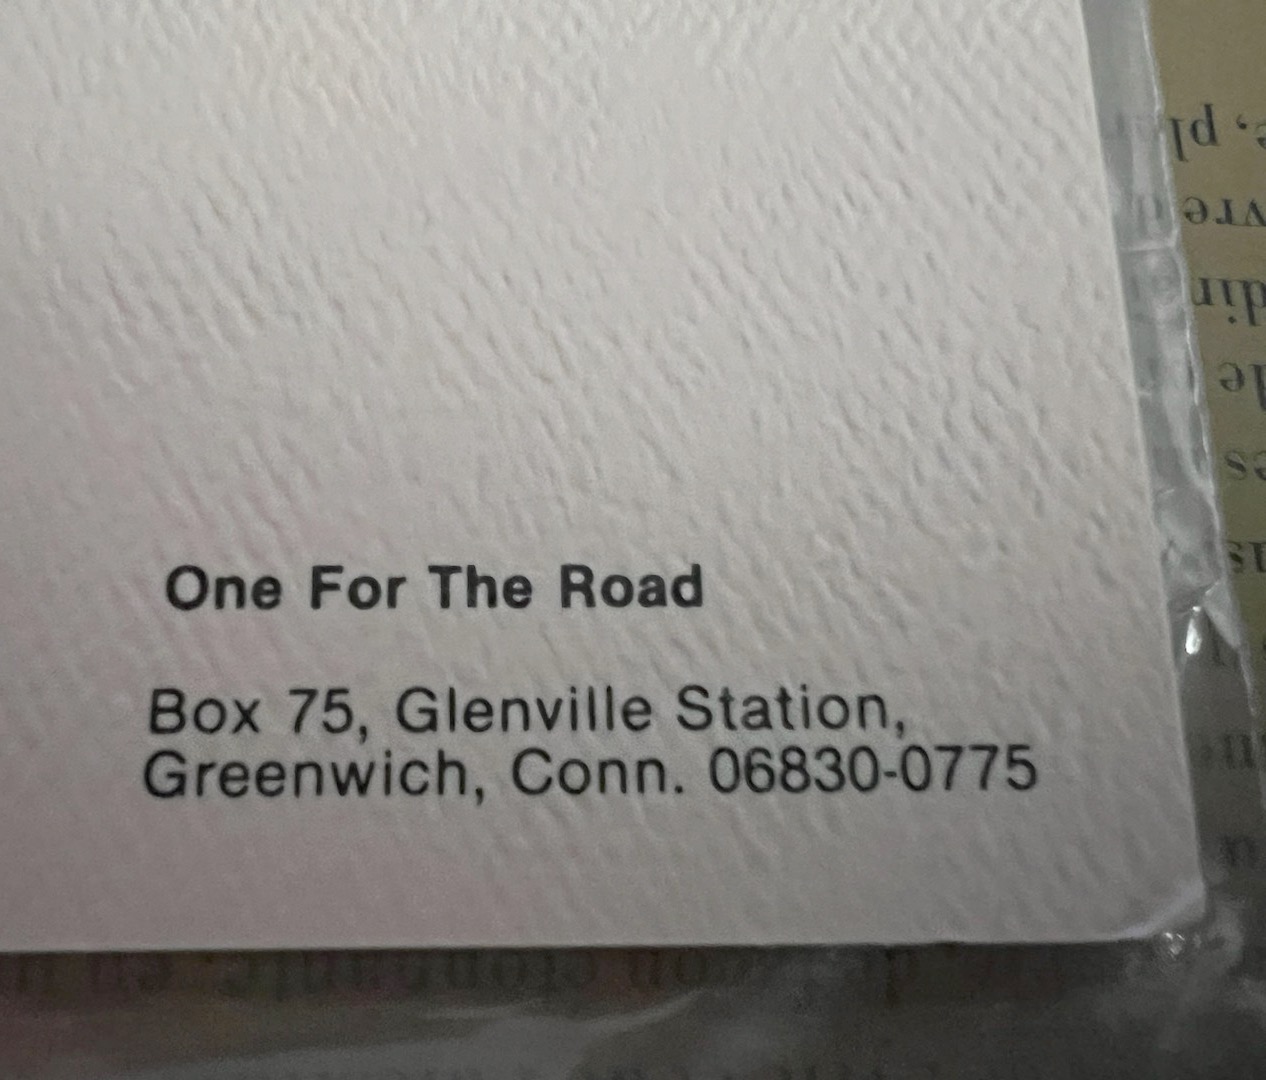 One For The Road
Box 75, Glenville Station,
Greenwich, Conn. 06830-0775